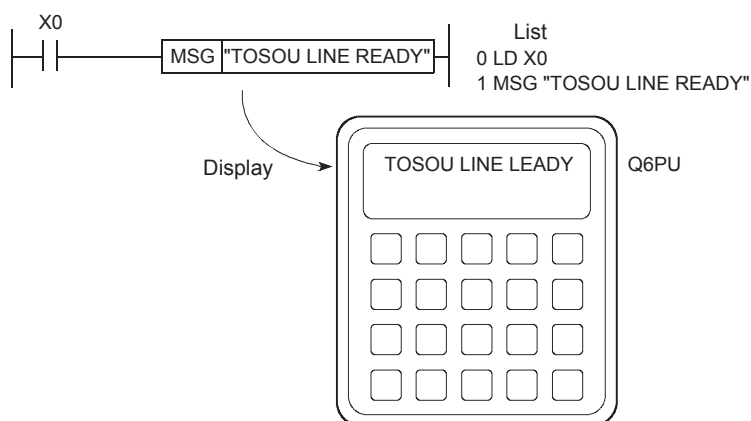 X0
MSG "TOSOU LINE READY"
List
0 LD X0
1 MSG "TOSOU LINE READY"
Display
TOSOU LINE LEADY
Q6PU